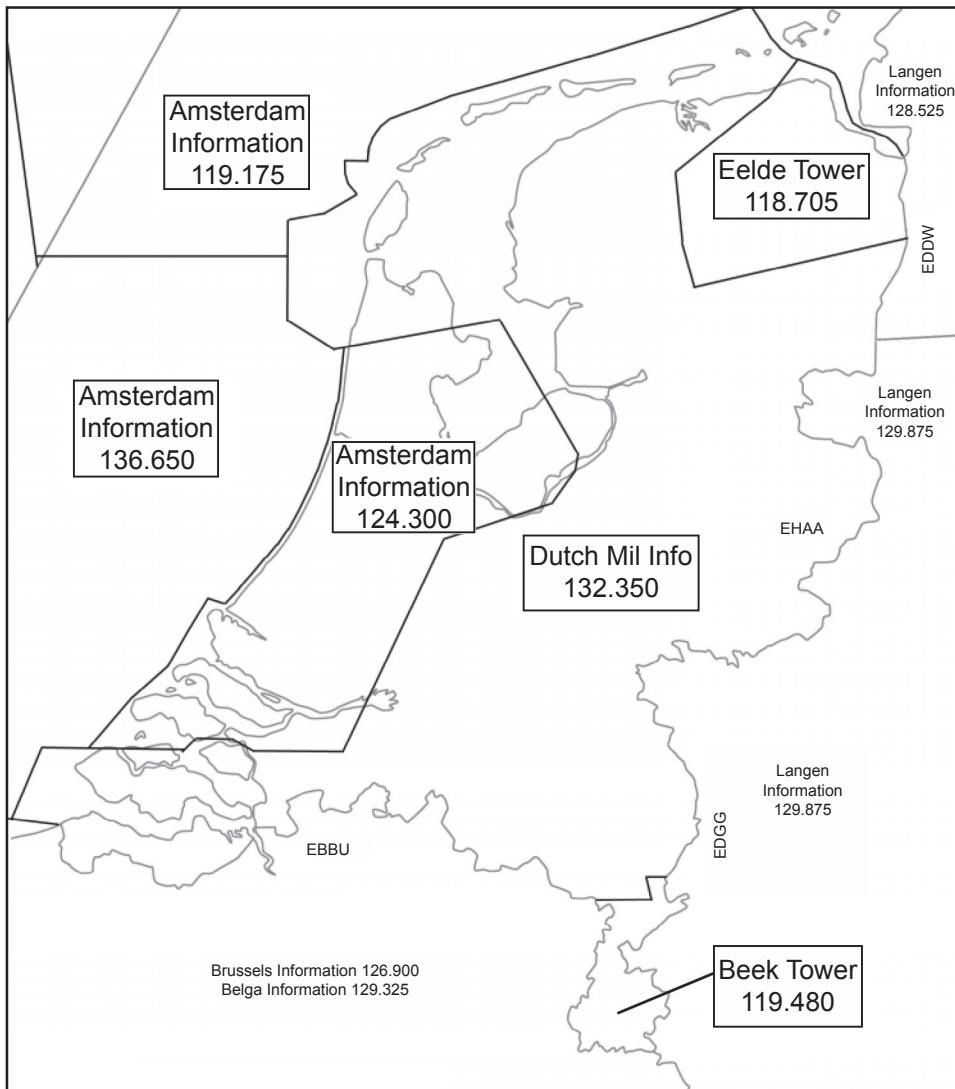 Langen
Information
128.525
Amsterdam
Information
119.175
Eelde Tower
118.705
EDDW
Amsterdam
Information
136.650
Langen
Information
129.875
Amsterdam
Information
124.300
EHAA
Dutch Mil Info
132.350
Langen
Information
129.875
EDGG
EBBU
Brussels Information 126.900
Belga Information 129.325
Beek Tower
119.480